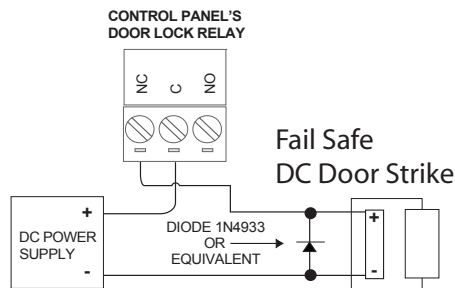 CONTROL PANEL'S
DOOR LOCK RELAY
NC C NO
Fail Safe
DC Door Strike
+
DC POWER
SUPPLY
-
DIODE 1N4933
OR
EQUIVALENT
+
-